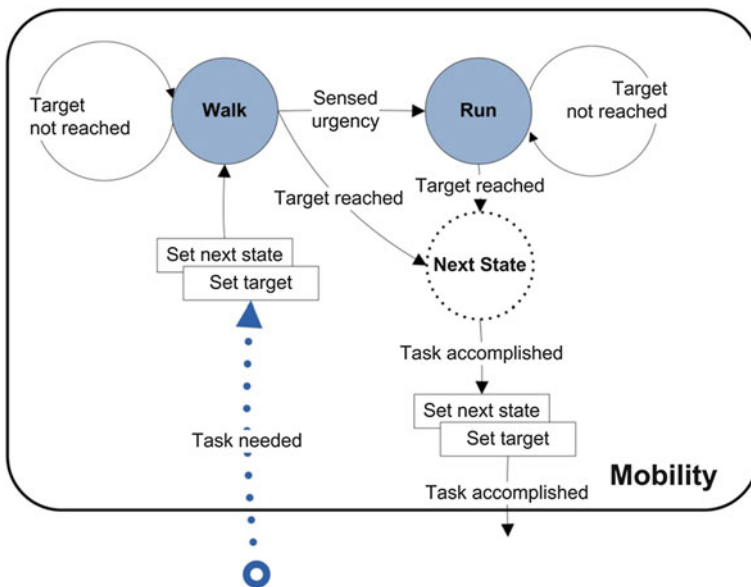 Target
not reached
Walk
Sensed
urgency
Run
Target
not reached
Target reached
Target reached
Set next state
Set target
Next State
Task accomplished
Set next state
Set target
Task needed
Mobility
Task accomplished